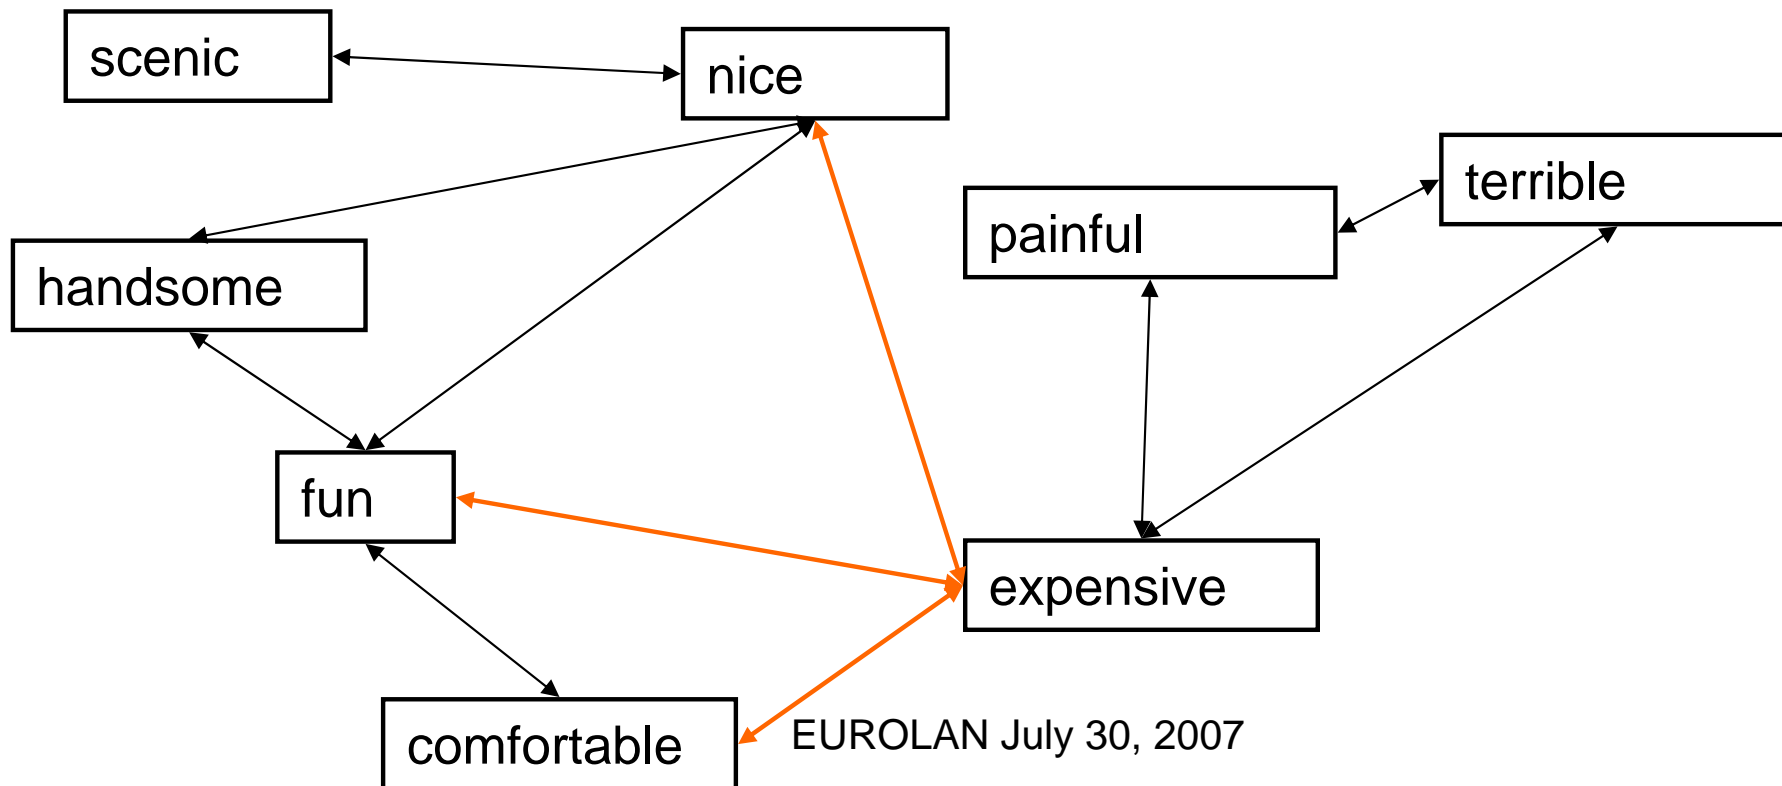 scenic
nice
terrible
painful
handsome
fun
expensive
comfortable
EUROLAN July 30, 2007